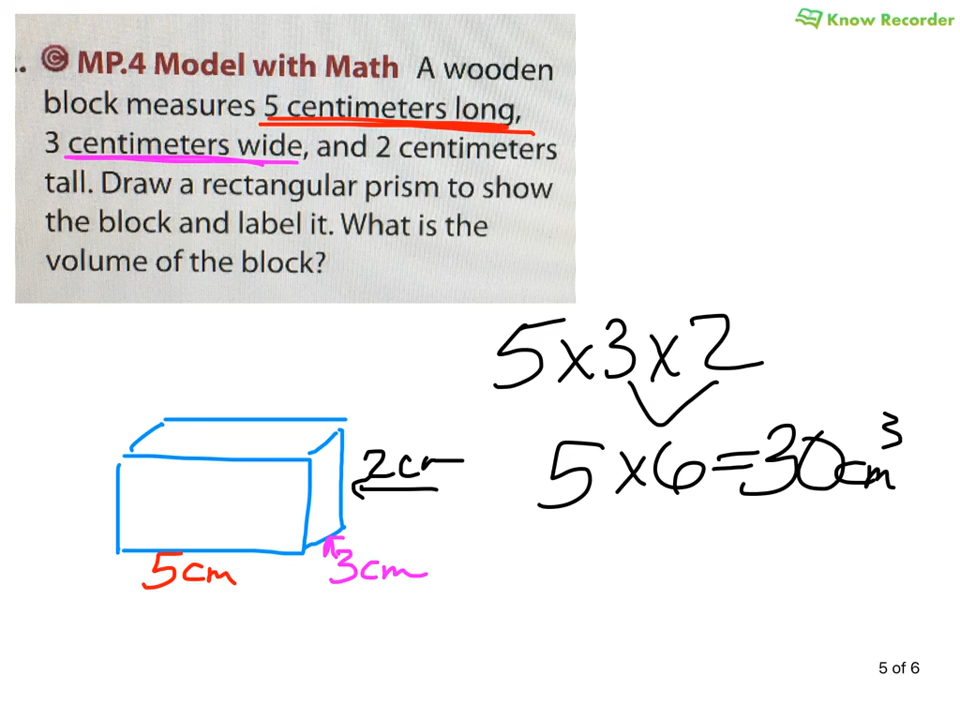 Know Recorder
MP.4 Model with Math A wooden
block measures 5 centimeters long,
3 centimeters wide, and 2 centimeters
tall. Draw a rectangular prism to show
the block and label it. What is the
volume of the block?
5x3x2
5x6=30cm³
2cm
5cm
3cm
5 of 6